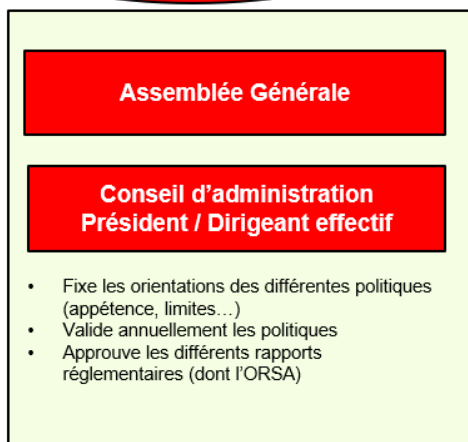 Assemblée Générale
Conseil d'administration
Président / Dirigeant effectif
• Fixe les orientations des différentes politiques
(appétence, limites...)
• Valide annuellement les politiques
• Approuve les différents rapports
réglementaires (dont l'ORSA)